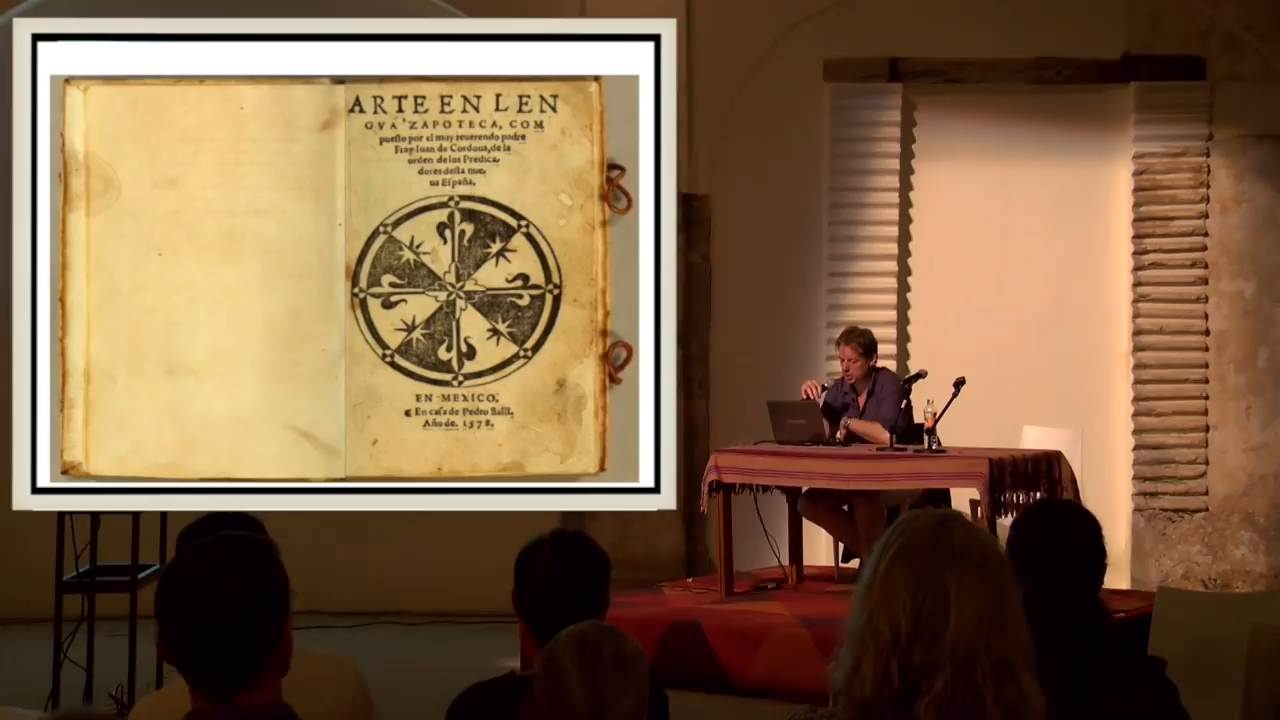 ARTE EN LEN
GVA ZAPOTECA, COM
pueſto por el muy reuerendo padre
Fray Iuan de Cordoua, de la
orden de los Predica
dores deſta nue
ua Eſpaña.
EN MEXICO,
En caſa de Pedro Balli.
Año de. 1578.